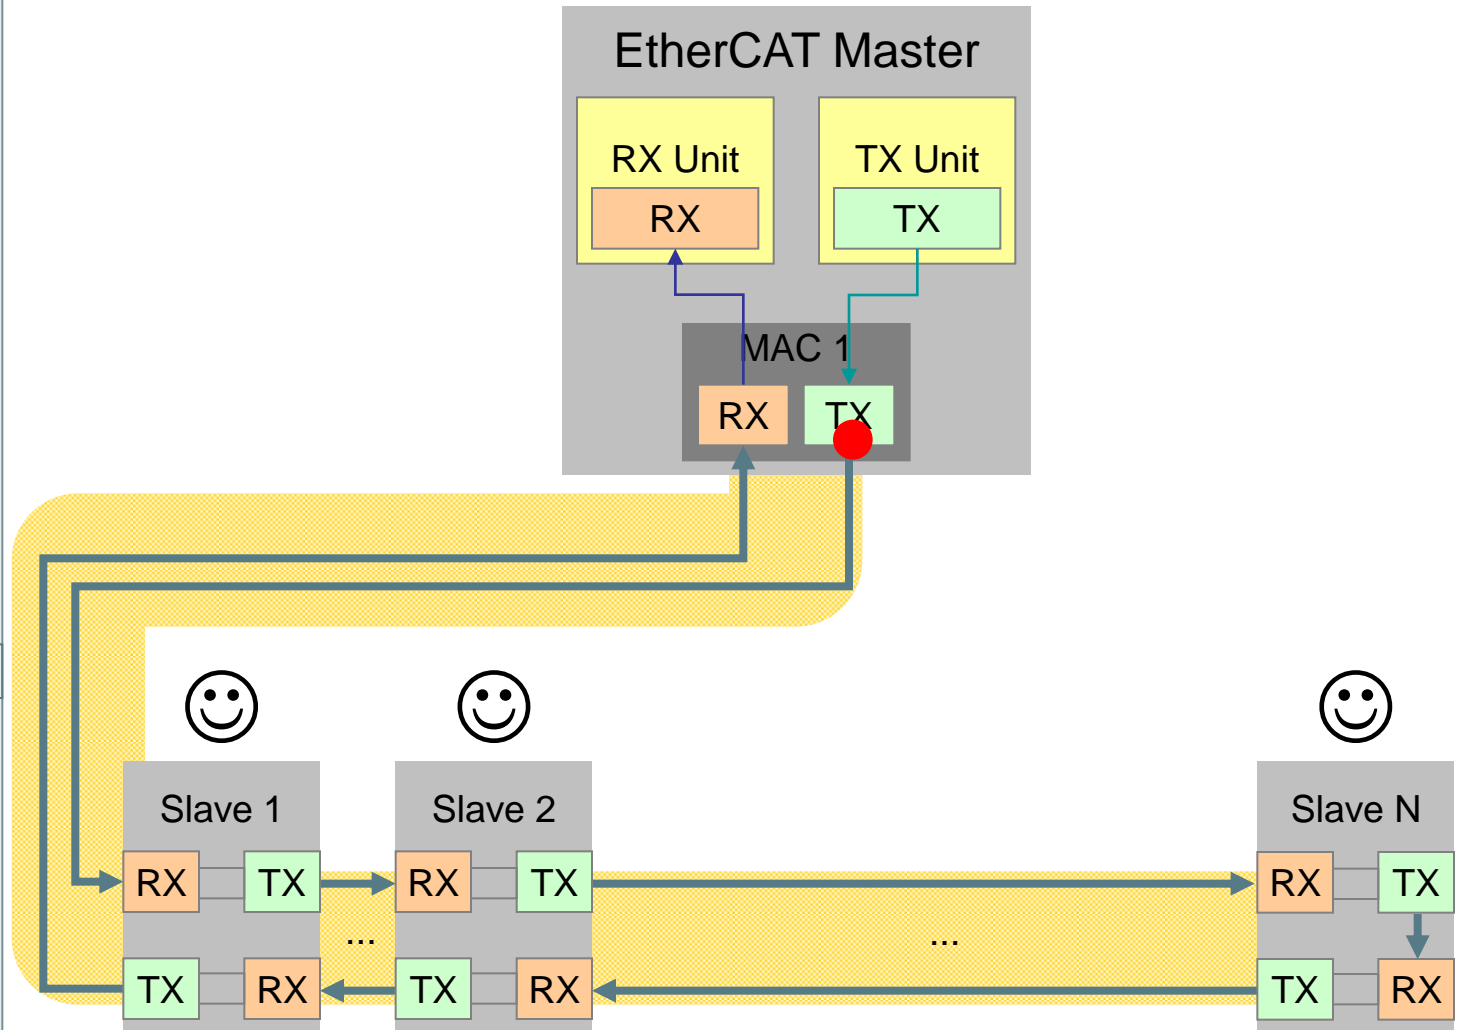 EtherCAT Master
RX Unit TX Unit
RX TX
MAC 1
RX TX
Slave 1 Slave 2 Slave N
RX TX RX TX RX TX
... ...
TX RX TX RX TX RX